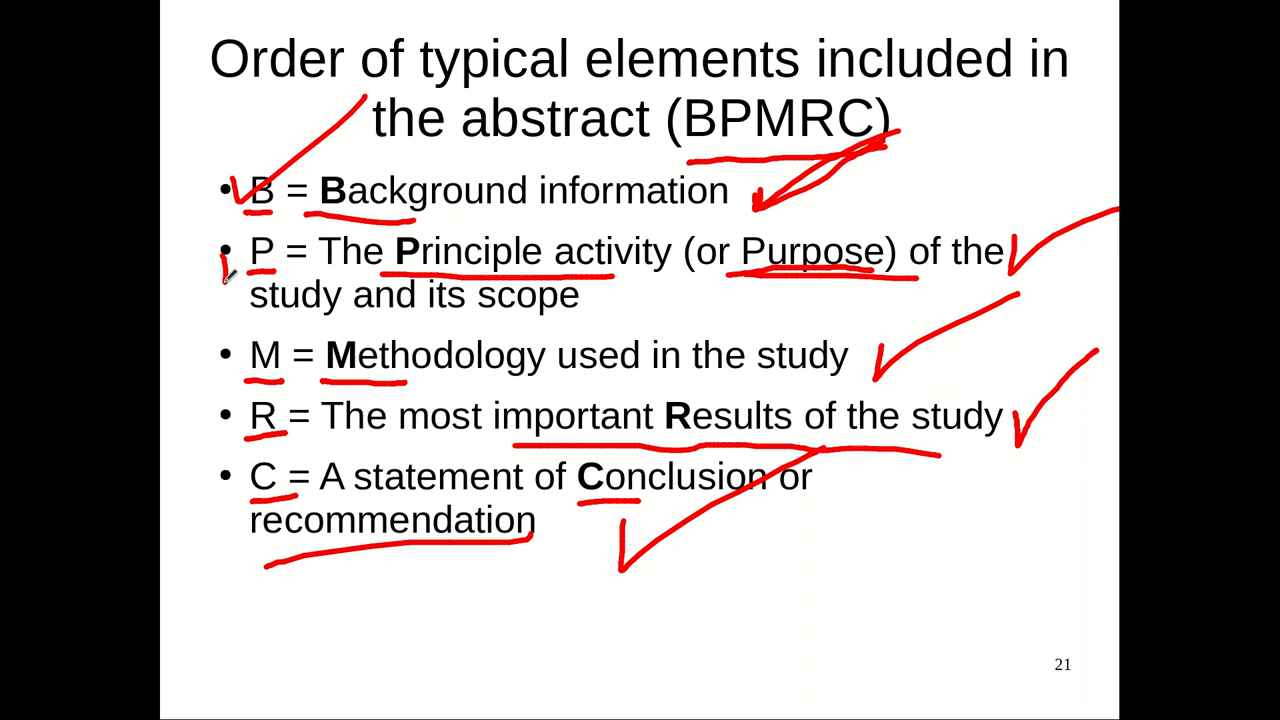 Order of typical elements included in
the abstract (BPMRC)
• B = Background information
• P = The Principle activity (or Purpose) of the
study and its scope
• M = Methodology used in the study
• R = The most important Results of the study
• C = A statement of Conclusion or
recommendation
21